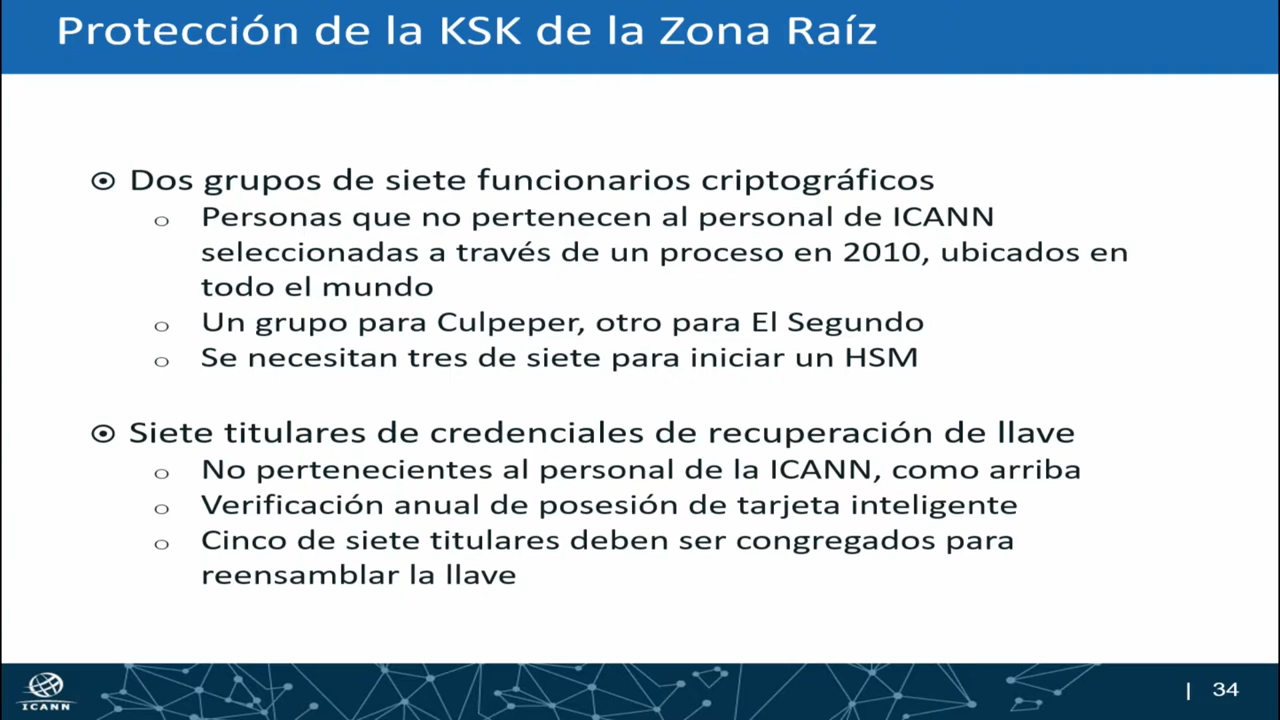 Protección de la KSK de la Zona Raíz
Dos grupos de siete funcionarios criptográficos
Personas que no pertenecen al personal de ICANN
seleccionadas a través de un proceso en 2010, ubicados en
todo el mundo
Un grupo para Culpeper, otro para El Segundo
Se necesitan tres de siete para iniciar un HSM
Siete titulares de credenciales de recuperación de llave
No pertenecientes al personal de la ICANN, como arriba
Verificación anual de posesión de tarjeta inteligente
Cinco de siete titulares deben ser congregados para
reensamblar la llave
ICANN
| 34